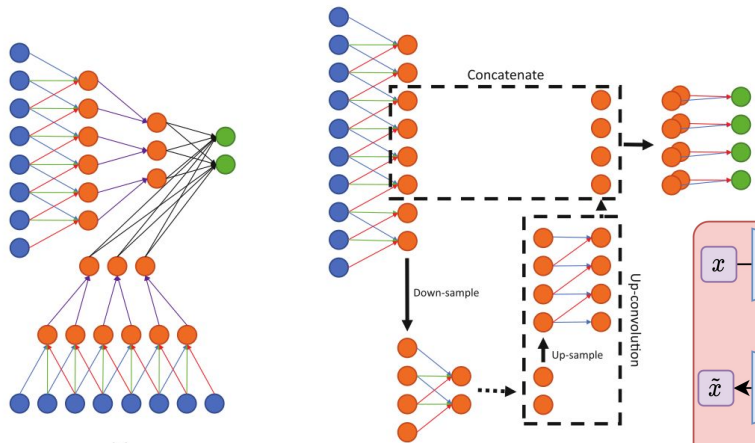 Concatenate
Down-sample
Up-sample
Up-convolution
x
x̃